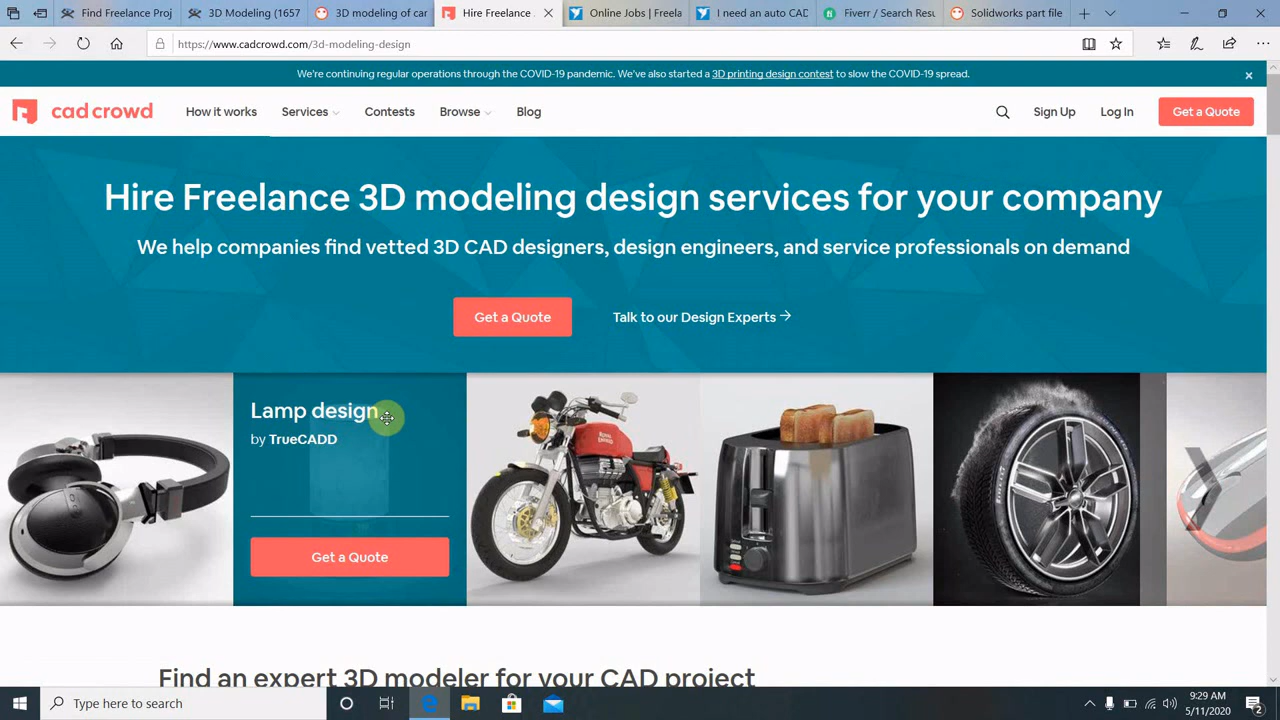 Find Freelance Proj
3D Modeling (1657
3D modeling of car
Hire Freelance
Online Jobs | Freela
I need an auto CAD
Fiverr / Search Resu
Solidworks part file
https://www.cadcrowd.com/3d-modeling-design
We're continuing regular operations through the COVID-19 pandemic. We've also started a 3D printing design contest to slow the COVID-19 spread.
cad crowd
How it works
Services
Contests
Browse
Blog
Sign Up
Log In
Get a Quote
Hire Freelance 3D modeling design services for your company
We help companies find vetted 3D CAD designers, design engineers, and service professionals on demand
Get a Quote
Talk to our Design Experts
Lamp design
by TrueCADD
Get a Quote
ROYAL ENFIELD
Find an expert 3D modeler for your CAD project
Type here to search
9:29 AM
5/11/2020
2